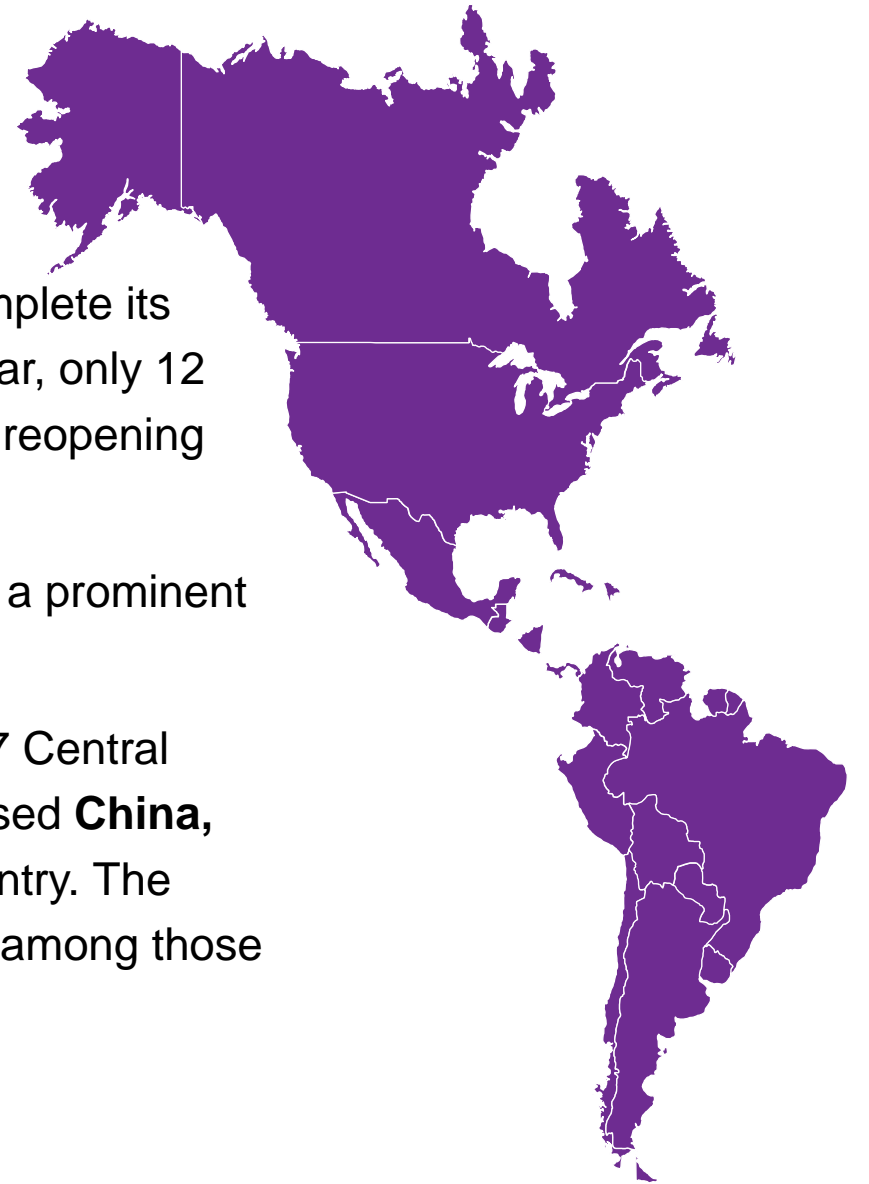 mplete its
ar, only 12
reopening
a prominent
7 Central
sed China,
ntry. The
among those